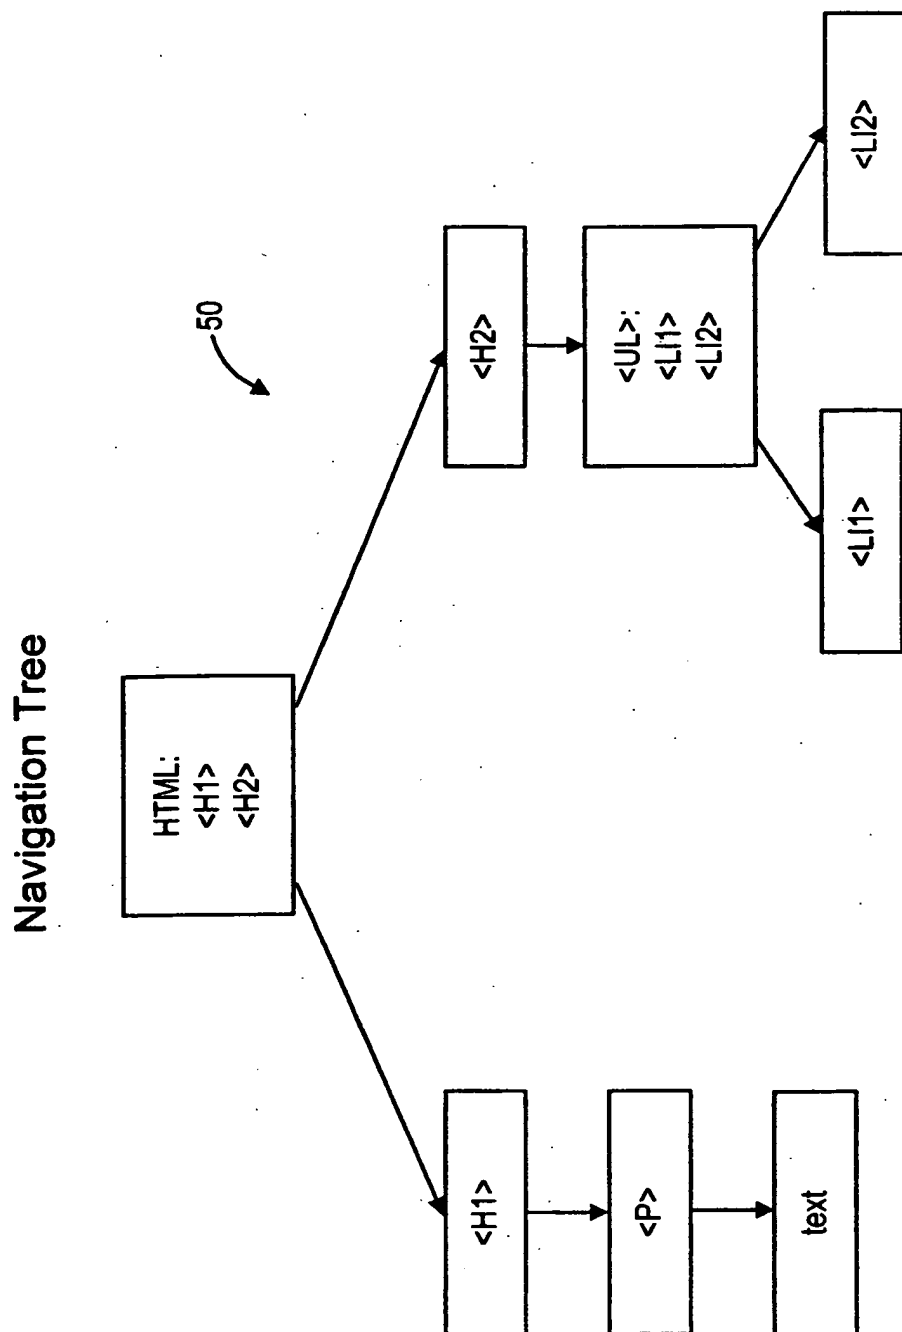 Navigation Tree
HTML:
<H1>
<H2>
50
<H1>
<H2>
<P>
<UL>:
<LI1>
<LI2>
text
<LI1>
<LI2>